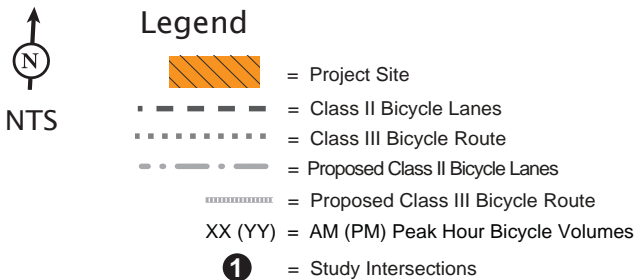 Legend
N
NTS
= Project Site
= Class II Bicycle Lanes
= Class III Bicycle Route
= Proposed Class II Bicycle Lanes
= Proposed Class III Bicycle Route
XX (YY) = AM (PM) Peak Hour Bicycle Volumes
1 = Study Intersections